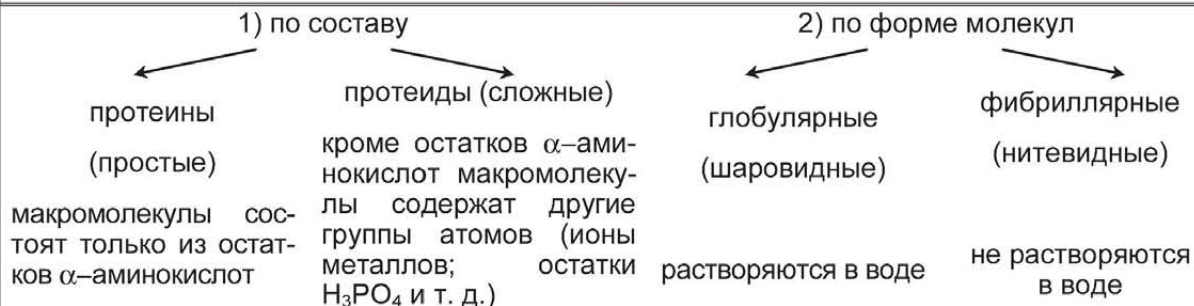 1) по составу
протеины
(простые)
макромолекулы сос-
тоят только из остат-
ков α–аминокислот
протеиды (сложные)
кроме остатков α–ами-
нокислот макромолеку-
лы содержат другие
группы атомов (ионы
металлов; остатки
H₃PO₄ и т. д.)
2) по форме молекул
глобулярные
(шаровидные)
растворяются в воде
фибриллярные
(нитевидные)
не растворяются
в воде